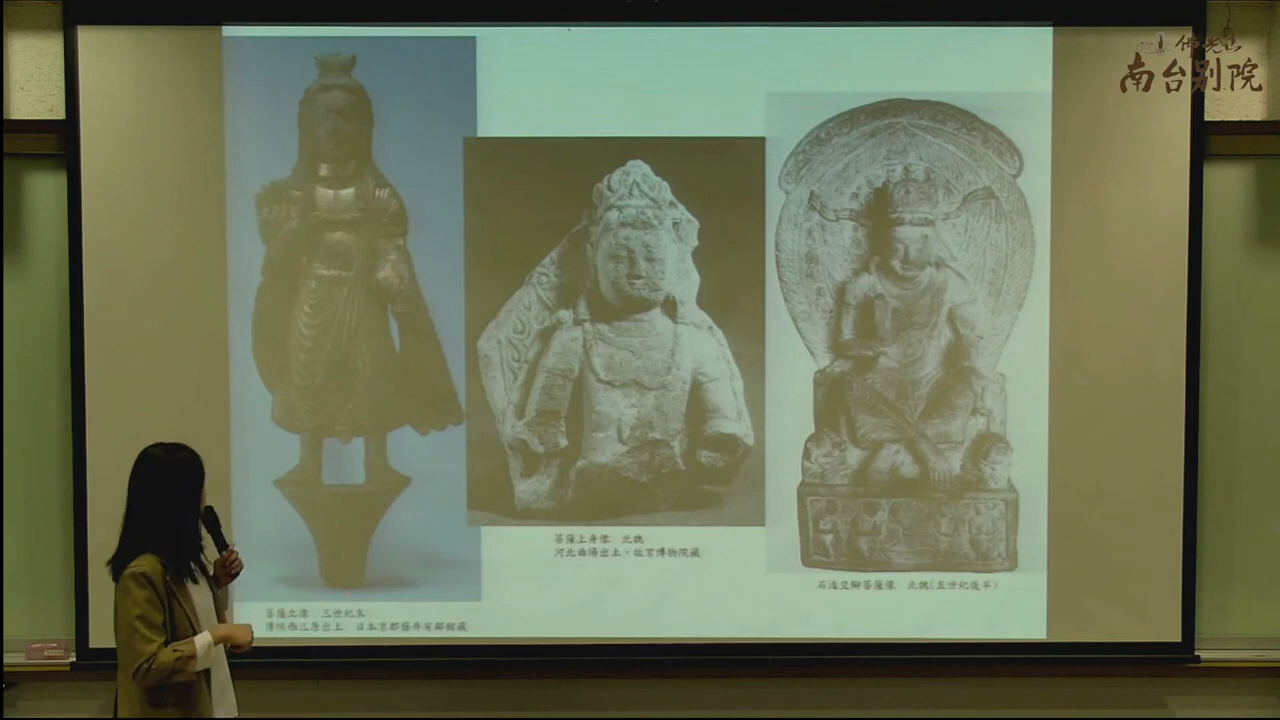 佛光山
南台别院
菩薩上身像　北魏
河北曲陽出土・故宮博物院藏
石造交腳菩薩像　北魏(五世紀後半)
菩薩立像　三世紀末
傳陝西三原出土　日本京都藤井有鄰館藏